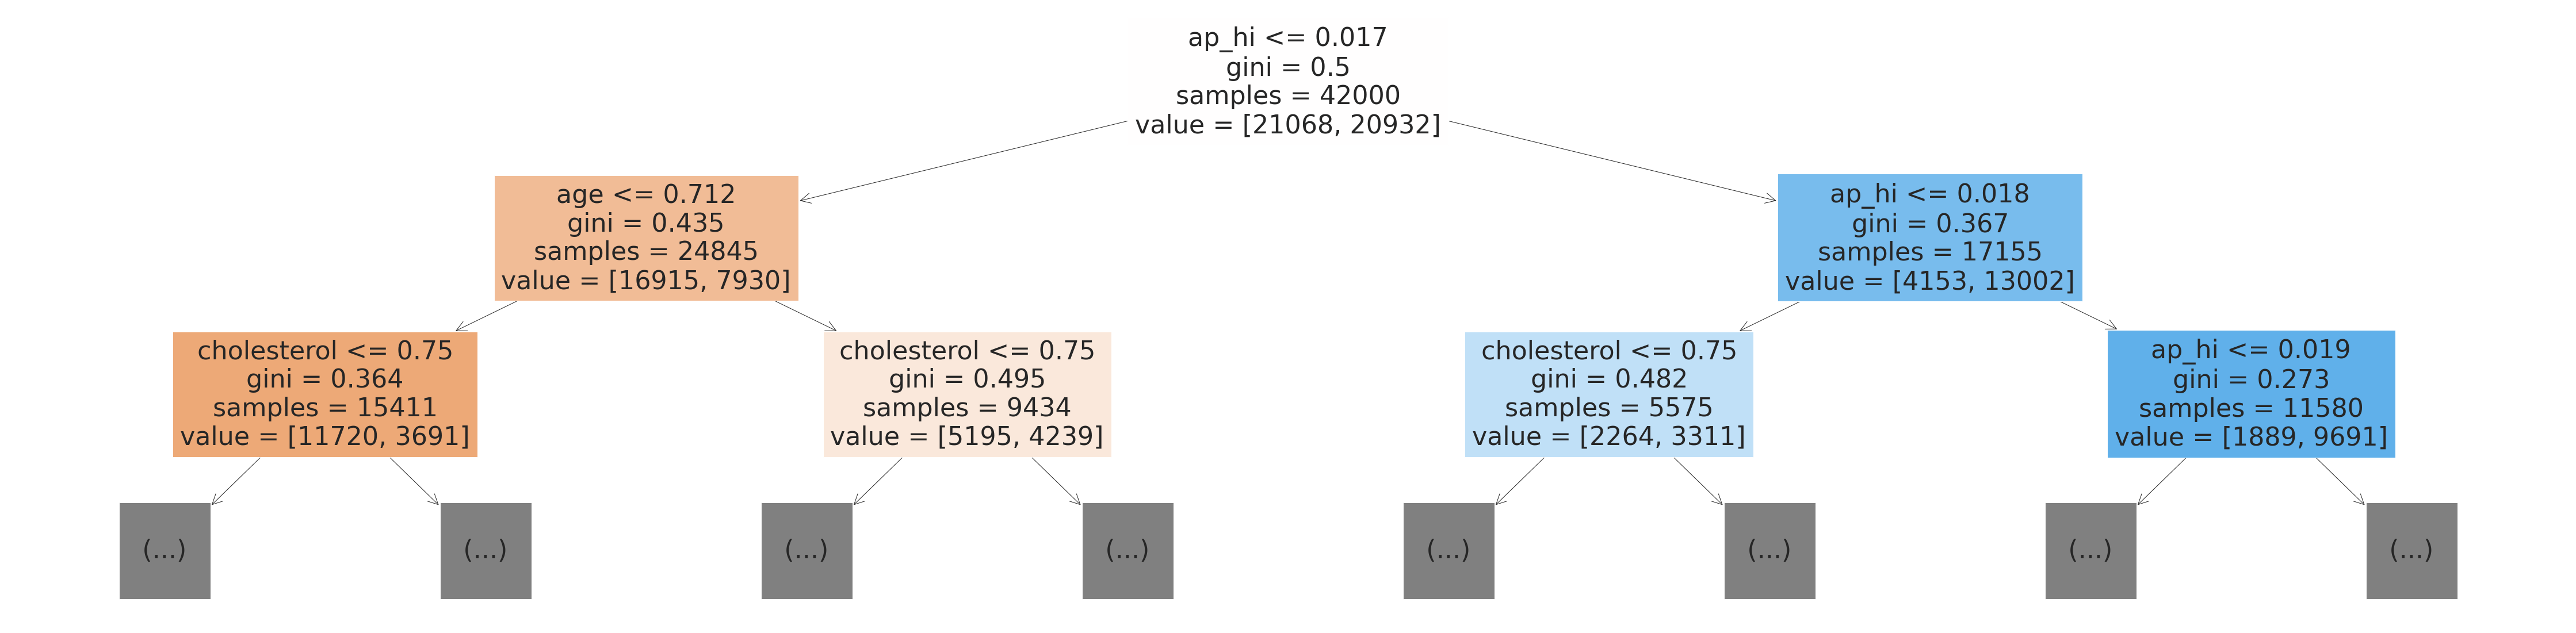 ap_hi <= 0.017
gini = 0.5
samples = 42000
value = [21068, 20932]
age <= 0.712
gini = 0.435
samples = 24845
value = [16915, 7930]
ap_hi <= 0.018
gini = 0.367
samples = 17155
value = [4153, 13002]
cholesterol <= 0.75
gini = 0.364
samples = 15411
value = [11720, 3691]
cholesterol <= 0.75
gini = 0.495
samples = 9434
value = [5195, 4239]
cholesterol <= 0.75
gini = 0.482
samples = 5575
value = [2264, 3311]
ap_hi <= 0.019
gini = 0.273
samples = 11580
value = [1889, 9691]
(...)
(...)
(...)
(...)
(...)
(...)
(...)
(...)